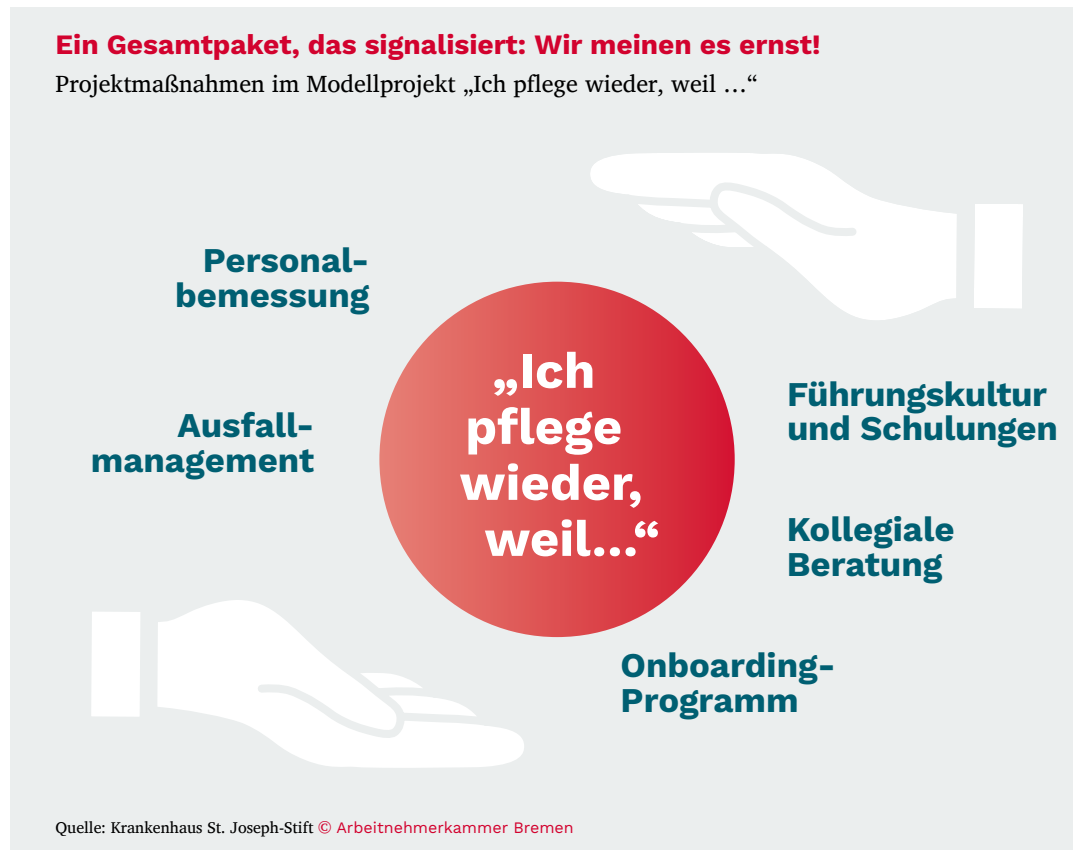 Ein Gesamtpaket, das signalisiert: Wir meinen es ernst!
Projektmaßnahmen im Modellprojekt „Ich pflege wieder, weil …“
Personal-
bemessung
Ausfall-
management
„Ich
pflege
wieder,
weil...“
Führungskultur
und Schulungen
Kollegiale
Beratung
Onboarding-
Programm
Quelle: Krankenhaus St. Joseph-Stift © Arbeitnehmerkammer Bremen